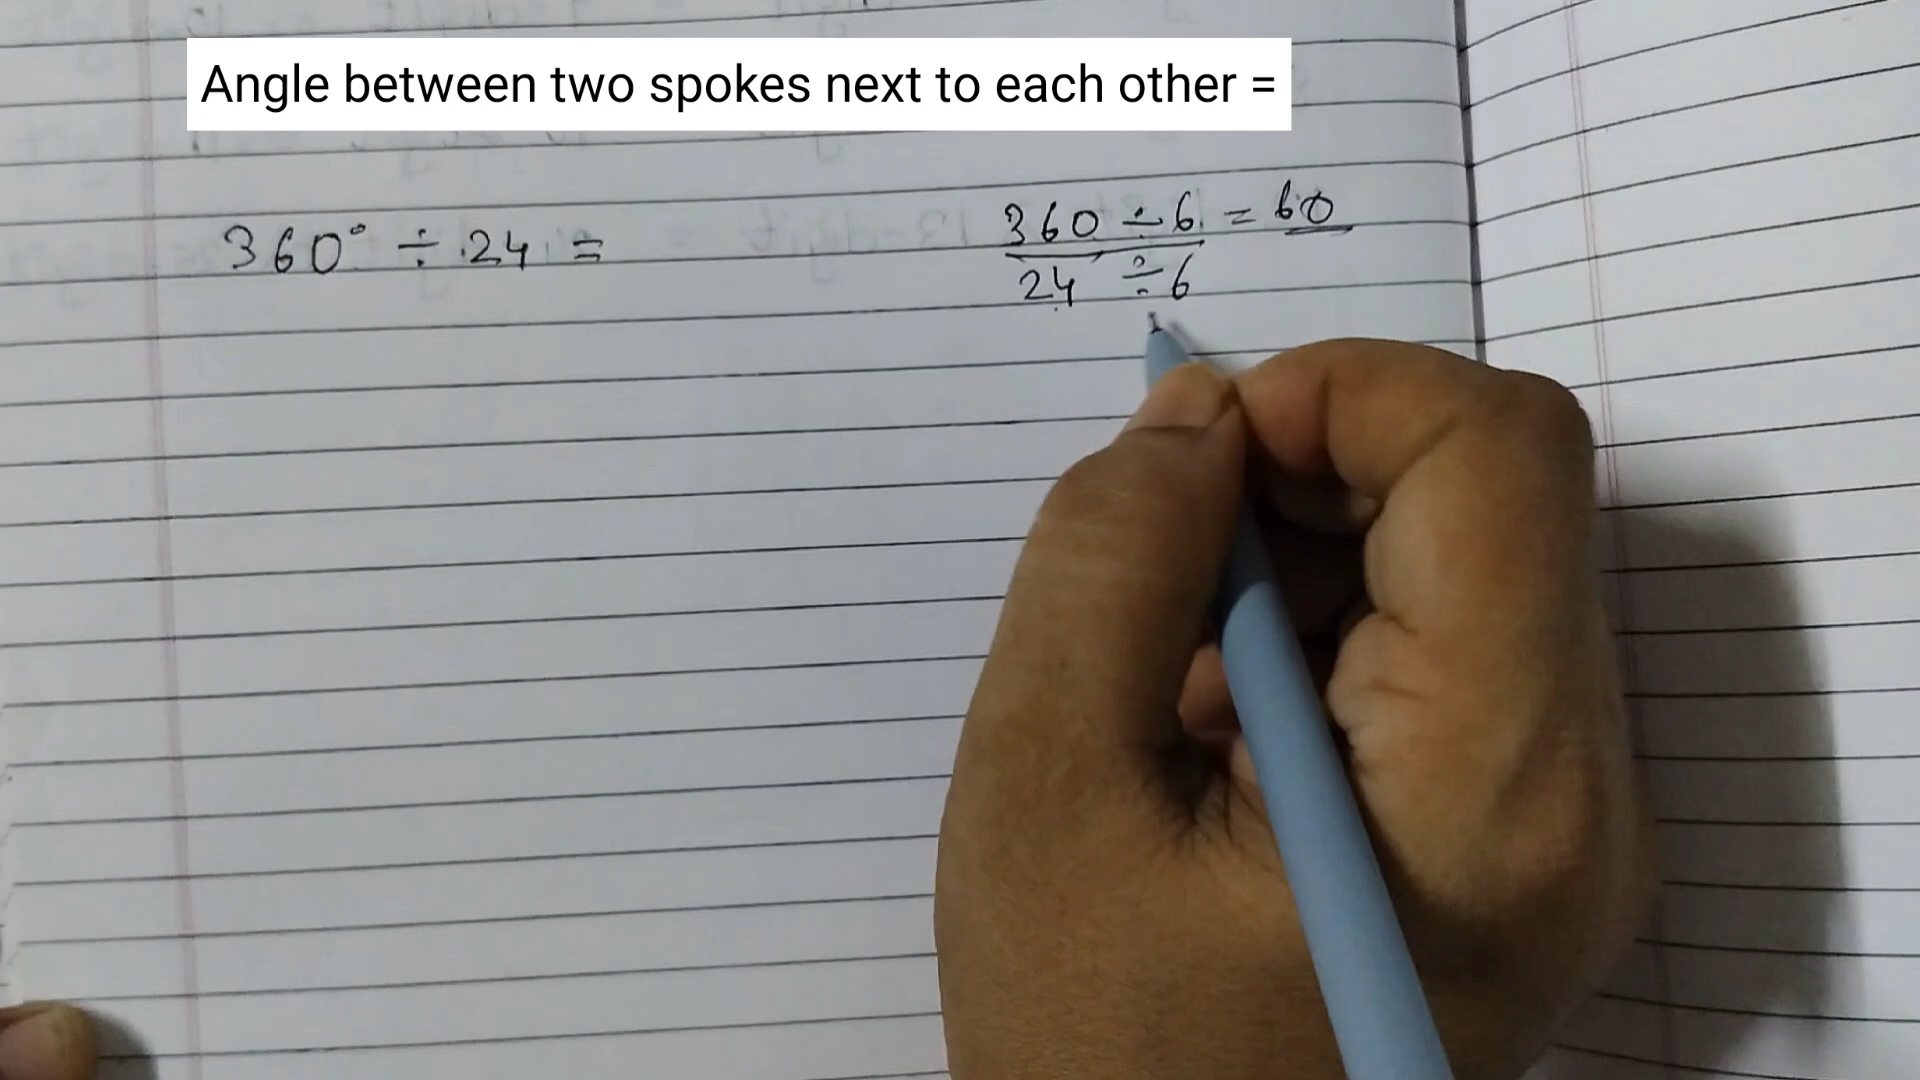 Angle between two spokes next to each other =
360° ÷ 24 =
360 ÷ 6 = 60
24 ÷ 6